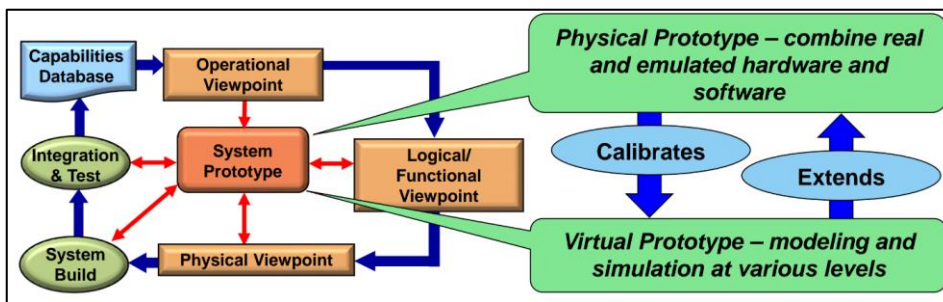 Capabilities
Database
Operational
Viewpoint
Integration
& Test
System
Prototype
Logical/
Functional
Viewpoint
System
Build
Physical Viewpoint
Physical Prototype – combine real
and emulated hardware and
software
Calibrates
Extends
Virtual Prototype – modeling and
simulation at various levels